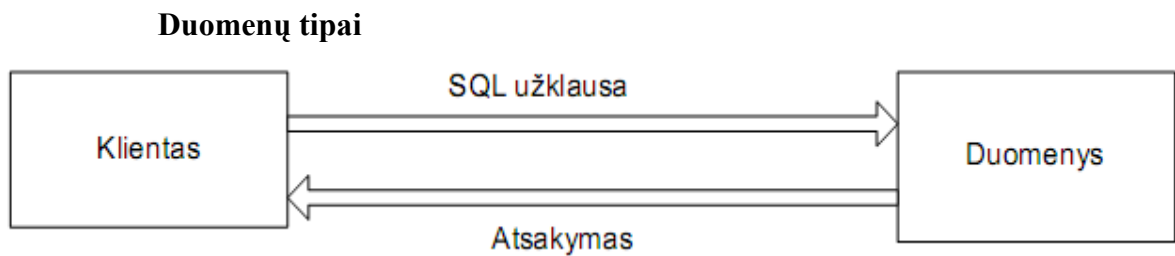 Duomenų tipai
SQL užklausa
Klientas
Duomenys
Atsakymas